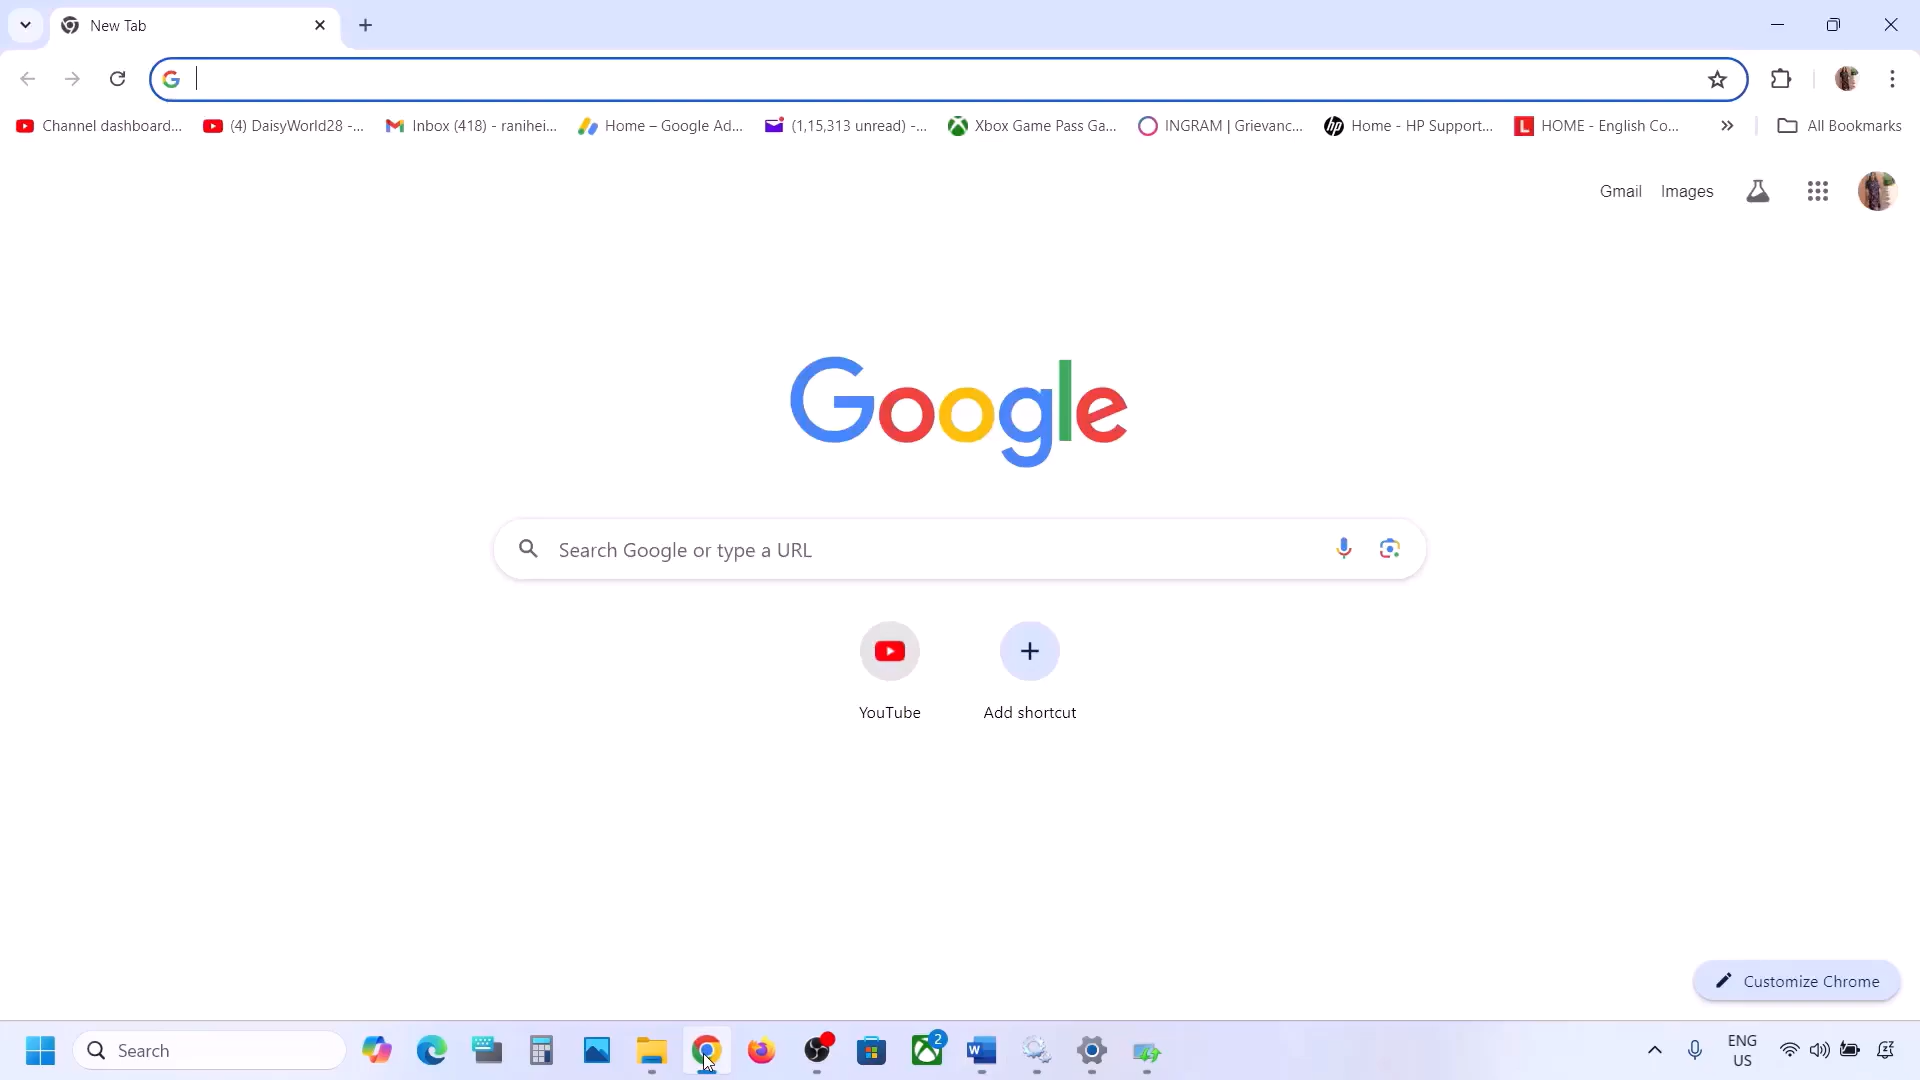 New Tab
Channel dashboard...
(4) DaisyWorld28 -...
Inbox (418) - ranihei...
Home – Google Ad...
(1,15,313 unread) -...
Xbox Game Pass Ga...
INGRAM | Grievanc...
Home - HP Support...
HOME - English Co...
All Bookmarks
Gmail
Images
Google
Search Google or type a URL
YouTube
Add shortcut
Customize Chrome
Search
2
ENG
US